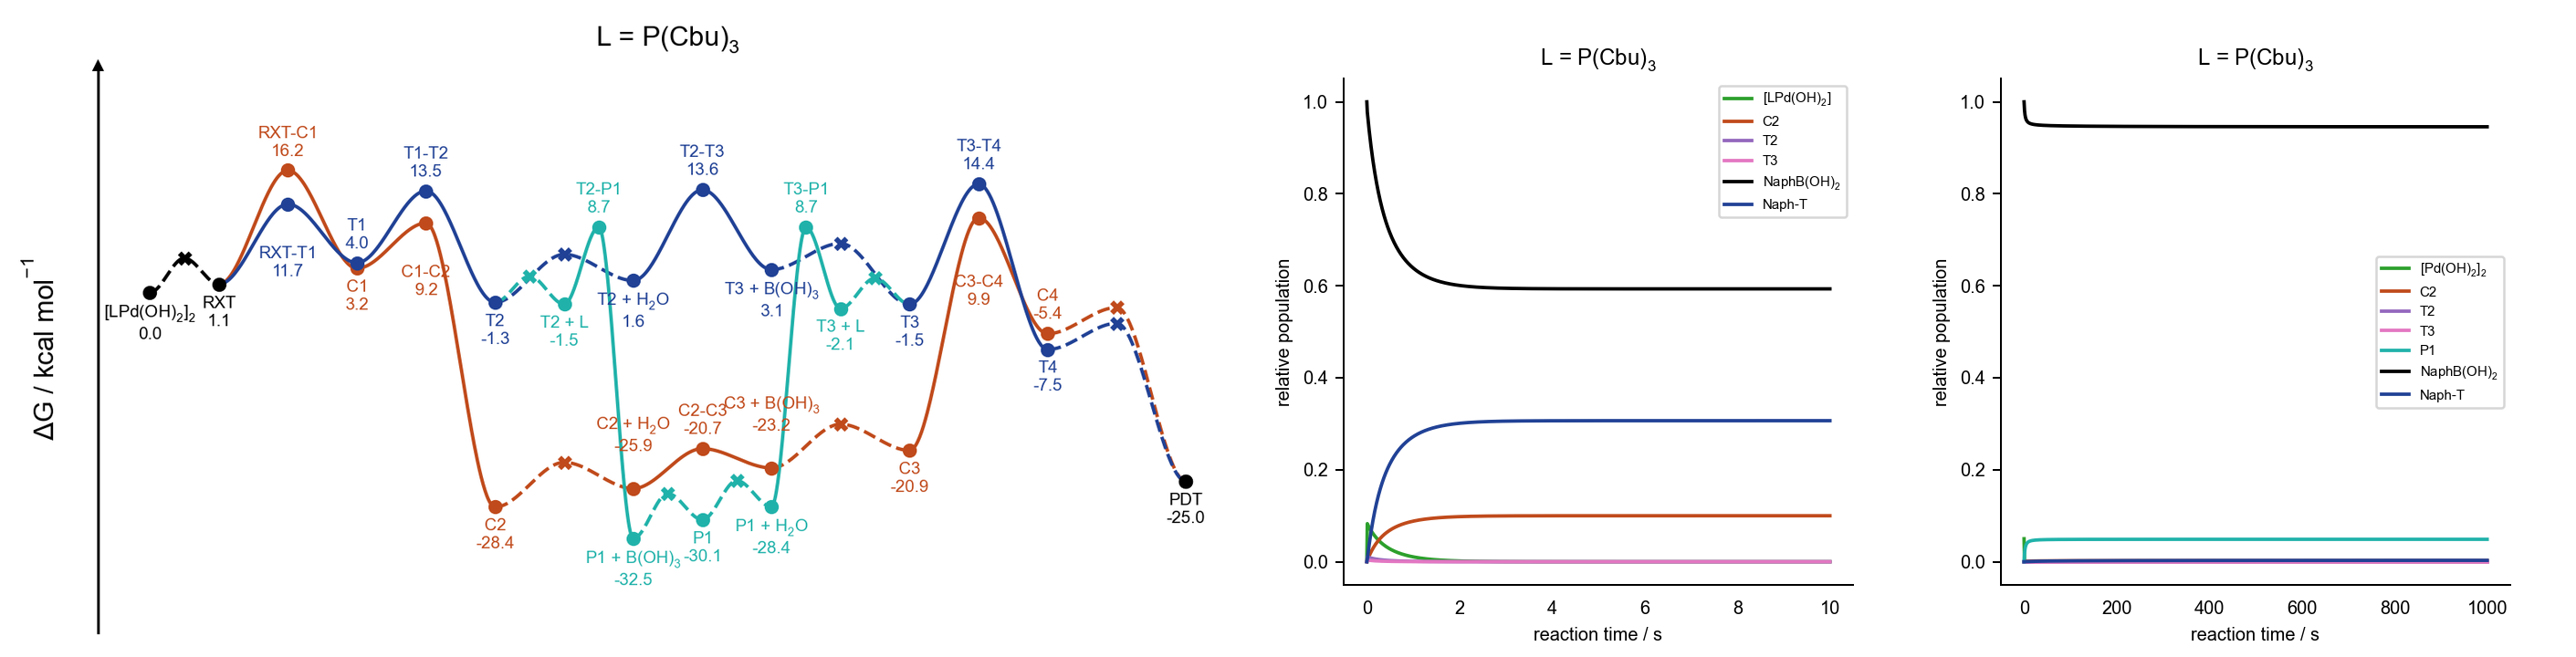 L = P(Cbu)₃
ΔG / kcal mol⁻¹
[LPd(OH)₂]₂
0.0
RXT
1.1
RXT-C1
16.2
RXT-T1
11.7
T1
4.0
C1
3.2
T1-T2
13.5
C1-C2
9.2
T2
-1.3
C2
-28.4
T2 + L
-1.5
T2-P1
8.7
T2 + H₂O
1.6
C2 + H₂O
-25.9
P1 + B(OH)₃
-32.5
T2-T3
13.6
C2-C3
-20.7
P1
-30.1
T3 + B(OH)₃
3.1
C3 + B(OH)₃
-23.2
P1 + H₂O
-28.4
T3-P1
8.7
T3 + L
-2.1
T3
-1.5
C3
-20.9
T3-T4
14.4
C3-C4
9.9
C4
-5.4
T4
-7.5
PDT
-25.0
L = P(Cbu)₃
relative population
1.0
0.8
0.6
0.4
0.2
0.0
0 2 4 6 8 10
reaction time / s
[LPd(OH)₂]
C2
T2
T3
NaphB(OH)₂
Naph-T
L = P(Cbu)₃
relative population
1.0
0.8
0.6
0.4
0.2
0.0
0 200 400 600 800 1000
reaction time / s
[Pd(OH)₂]₂
C2
T2
T3
P1
NaphB(OH)₂
Naph-T